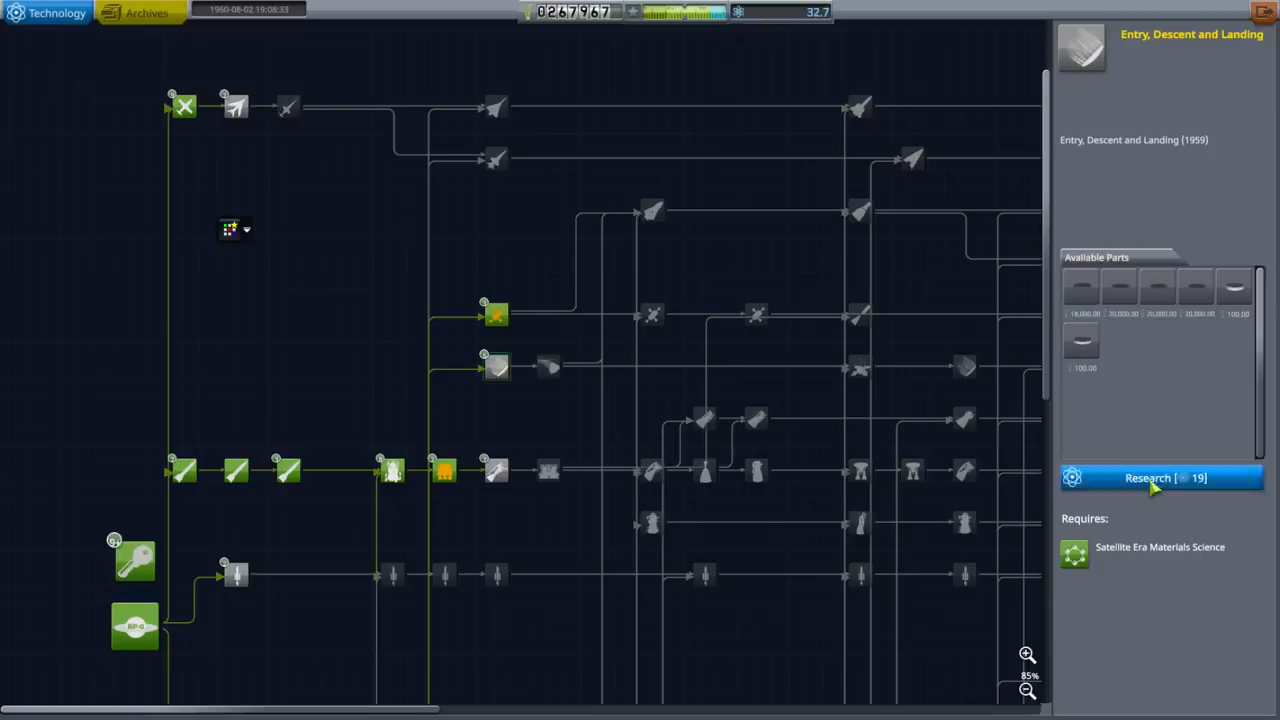 Technology
Archives
1960-08-02 19:08:33
0267967
32.7
Entry, Descent and Landing
Entry, Descent and Landing (1959)
Available Parts
18,000.00 20,000.00 20,000.00 20,000.00 100.00
100.00
Research [ 19]
Requires:
Satellite Era Materials Science
RP-0
85%